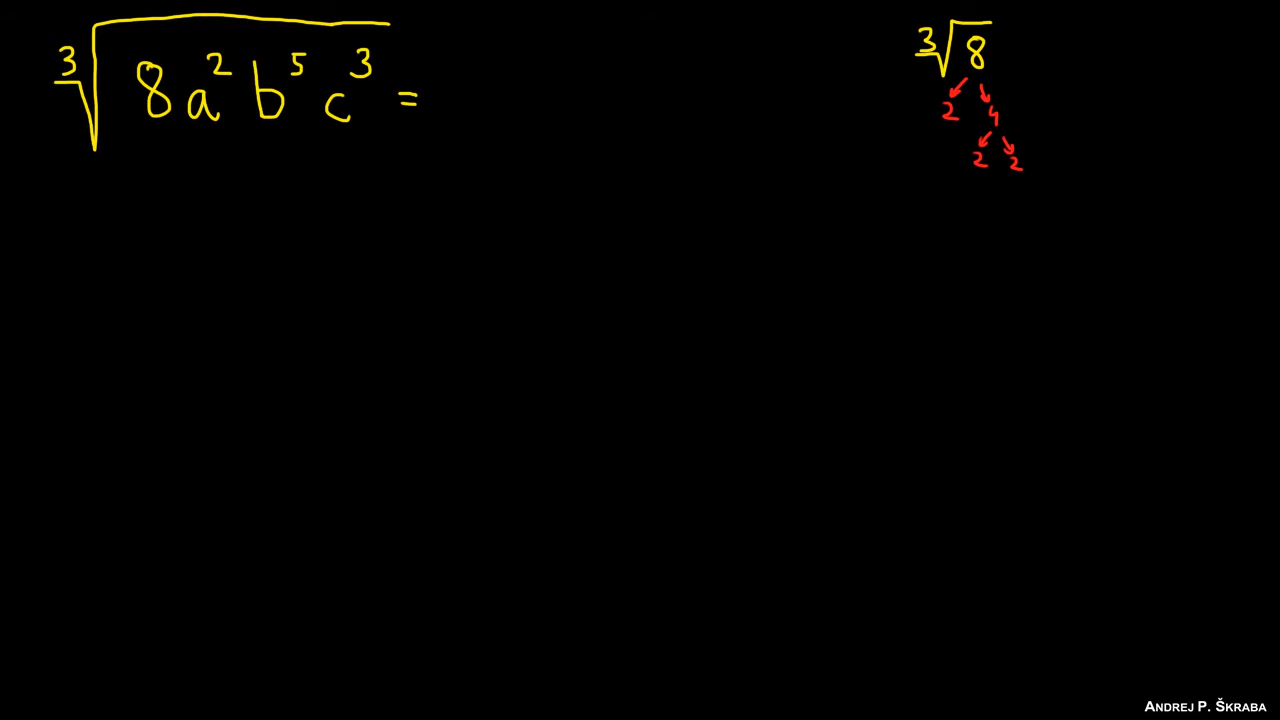 ∛(8a²b⁵c³) =
∛8
2 4
2 2
ANDREJ P. ŠKRABA